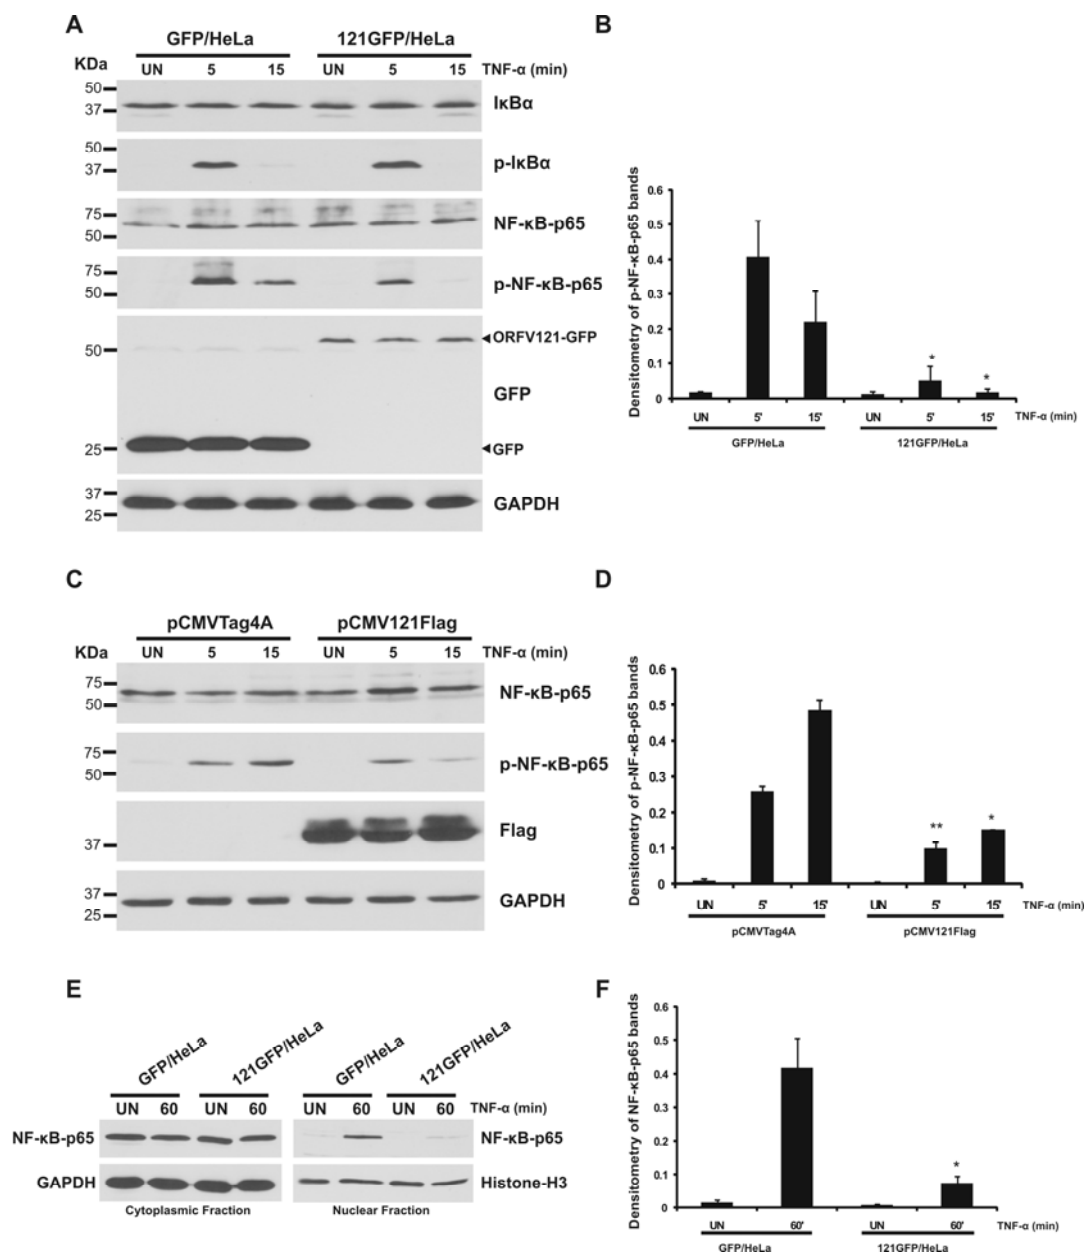 A
GFP/HeLa 121GFP/HeLa
KDa UN 5 15 UN 5 15 TNF-α (min)
50
37
IκBα
50
37
p-IκBα
75
50
NF-κB-p65
75
50
p-NF-κB-p65
ORFV121-GFP
50
GFP
25
GFP
37
25
GAPDH
B
Densitometry of p-NF-κB-p65 bands
0.6
0.5
0.4
0.3
0.2
0.1
0
* *
UN 5' 15' UN 5' 15' TNF-α (min)
GFP/HeLa 121GFP/HeLa
C
pCMVTag4A pCMV121Flag
KDa UN 5 15 UN 5 15 TNF-α (min)
75
50
NF-κB-p65
75
50
p-NF-κB-p65
Flag
37
37
25
GAPDH
D
Densitometry of p-NF-κB-p65 bands
0.6
0.5
0.4
0.3
0.2
0.1
0
** *
UN 5' 15' UN 5' 15' TNF-α (min)
pCMVTag4A pCMV121Flag
E
GFP/HeLa 121GFP/HeLa GFP/HeLa 121GFP/HeLa
UN 60 UN 60 TNF-α (min) UN 60 UN 60 TNF-α (min)
NF-κB-p65 NF-κB-p65
GAPDH Histone-H3
Cytoplasmic Fraction Nuclear Fraction
F
Densitometry of NF-κB-p65 bands
0.6
0.5
0.4
0.3
0.2
0.1
0
*
UN 60' UN 60' TNF-α (min)
GFP/HeLa 121GFP/HeLa